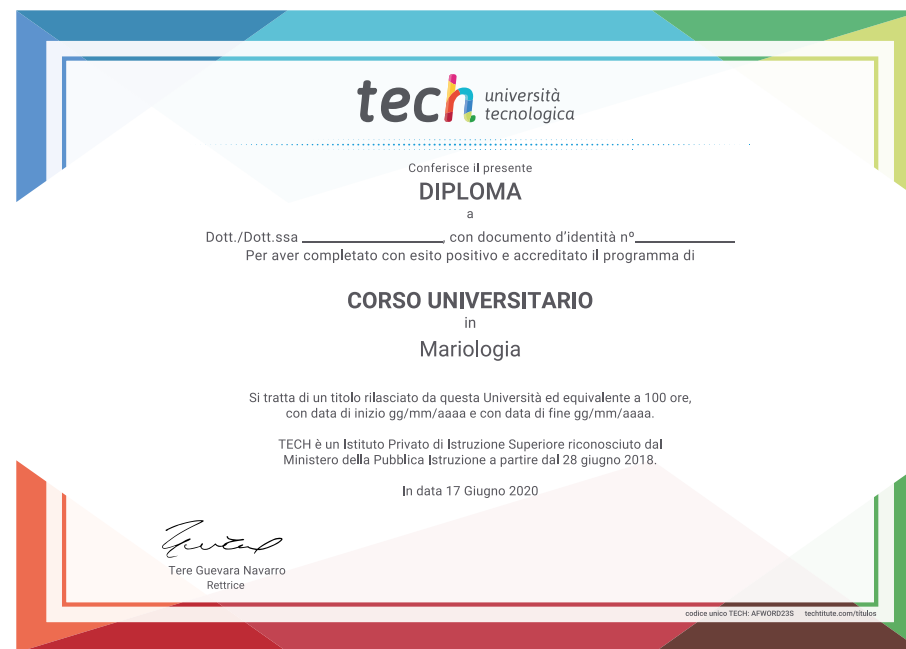 tech università
tecnologica
Conferisce il presente
DIPLOMA
a
Dott./Dott.ssa ____________________, con documento d'identità nº______________
Per aver completato con esito positivo e accreditato il programma di
CORSO UNIVERSITARIO
in
Mariologia
Si tratta di un titolo rilasciato da questa Università ed equivalente a 100 ore,
con data di inizio gg/mm/aaaa e con data di fine gg/mm/aaaa.
TECH è un Istituto Privato di Istruzione Superiore riconosciuto dal
Ministero della Pubblica Istruzione a partire dal 28 giugno 2018.
In data 17 Giugno 2020
Tere Guevara Navarro
Rettrice
codice unico TECH: AFWORD23S techtitute.com/títulos